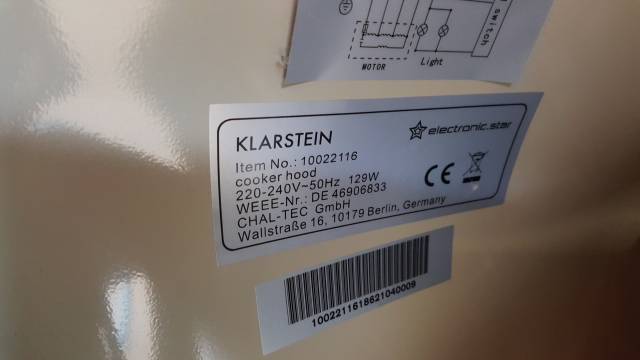 switch
MOTOR
Light
KLARSTEIN
electronic.star
Item No.: 10022116
cooker hood
220-240V~50Hz 129W
WEEE-Nr.: DE 46906833
CHAL-TEC GmbH
Wallstraße 16, 10179 Berlin, Germany
CE
1002211618621040009